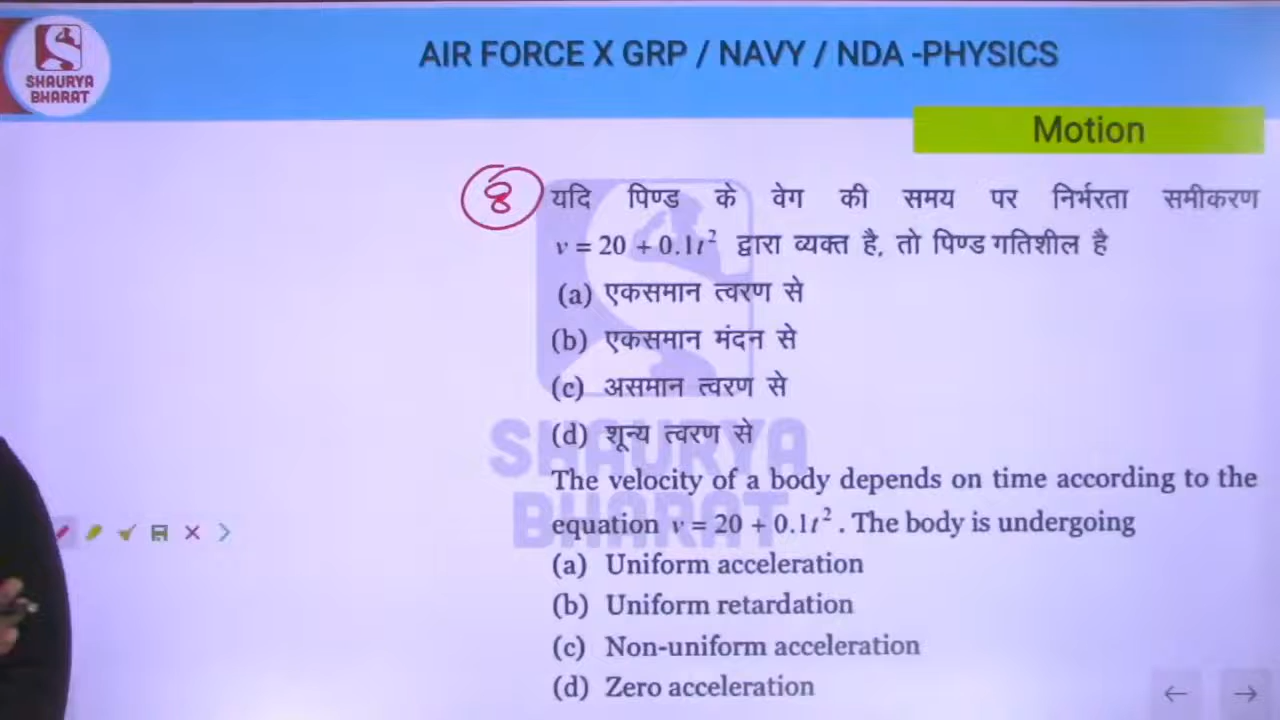 SHAURYA
BHARAT
AIR FORCE X GRP / NAVY / NDA -PHYSICS
Motion
8
यदि पिण्ड के वेग की समय पर निर्भरता समीकरण
v = 20 + 0.1t² द्वारा व्यक्त है, तो पिण्ड गतिशील है
(a) एकसमान त्वरण से
(b) एकसमान मंदन से
(c) असमान त्वरण से
(d) शून्य त्वरण से
SHAURYA
BHARAT
The velocity of a body depends on time according to the
equation v = 20 + 0.1t². The body is undergoing
(a) Uniform acceleration
(b) Uniform retardation
(c) Non-uniform acceleration
(d) Zero acceleration